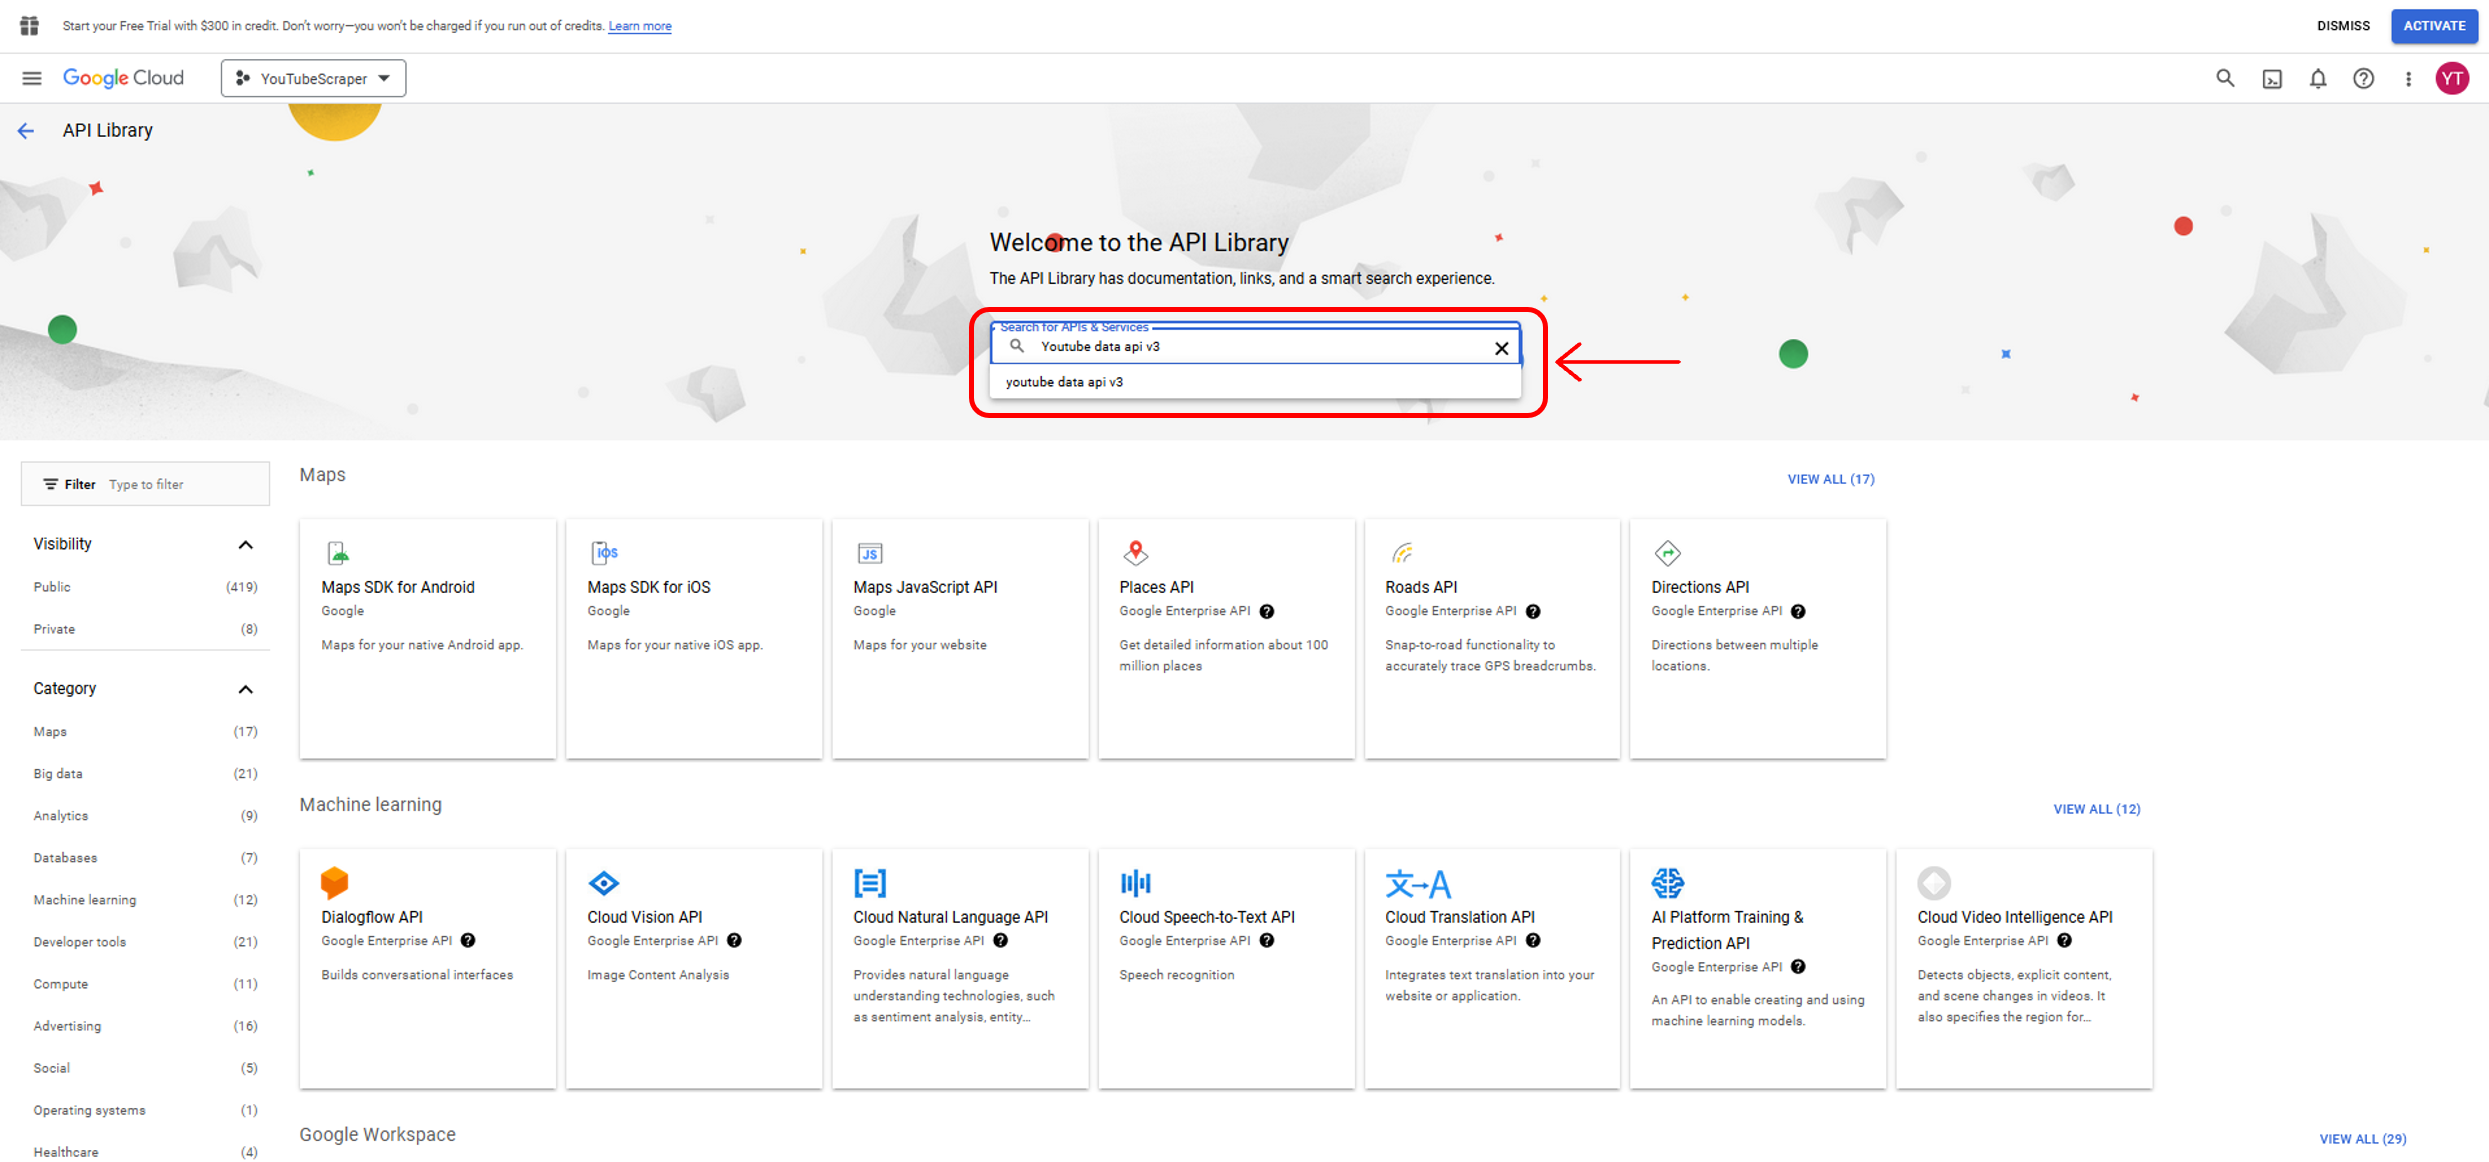 Start your Free Trial with $300 in credit. Don't worry—you won't be charged if you run out of credits. Learn more
DISMISS
ACTIVATE
Google Cloud
YouTubeScraper
YT
API Library
Welcome to the API Library
The API Library has documentation, links, and a smart search experience.
Search for APIs & Services
Youtube data api v3
youtube data api v3
Filter Type to filter
Visibility
Public (419)
Private (8)
Category
Maps (17)
Big data (21)
Analytics (9)
Databases (7)
Machine learning (12)
Developer tools (21)
Compute (11)
Advertising (16)
Social (5)
Operating systems (1)
Healthcare (4)
Maps
VIEW ALL (17)
Maps SDK for Android
Google
Maps for your native Android app.
iOS
Maps SDK for iOS
Google
Maps for your native iOS app.
JS
Maps JavaScript API
Google
Maps for your website
Places API
Google Enterprise API
Get detailed information about 100
million places
Roads API
Google Enterprise API
Snap-to-road functionality to
accurately trace GPS breadcrumbs.
Directions API
Google Enterprise API
Directions between multiple
locations.
Machine learning
VIEW ALL (12)
Dialogflow API
Google Enterprise API
Builds conversational interfaces
Cloud Vision API
Google Enterprise API
Image Content Analysis
Cloud Natural Language API
Google Enterprise API
Provides natural language
understanding technologies, such
as sentiment analysis, entity...
Cloud Speech-to-Text API
Google Enterprise API
Speech recognition
文→A
Cloud Translation API
Google Enterprise API
Integrates text translation into your
website or application.
AI Platform Training &
Prediction API
Google Enterprise API
An API to enable creating and using
machine learning models.
Cloud Video Intelligence API
Google Enterprise API
Detects objects, explicit content,
and scene changes in videos. It
also specifies the region for...
Google Workspace
VIEW ALL (29)